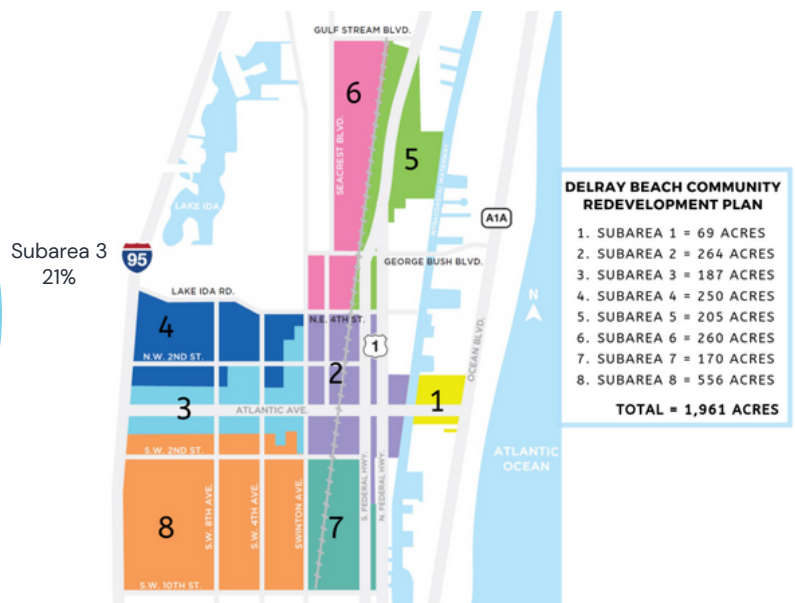 GULF STREAM BLVD.
6
SEACREST BLVD.
5
INTRACOASTAL WATERWAY
LAKE IDA
A1A
Subarea 3
21%
95
GEORGE BUSH BLVD.
LAKE IDA RD.
N
N.E. 4TH ST.
4
1
OCEAN BLVD.
N.W. 2ND ST.
2
3
ATLANTIC AVE.
1
S.W. 2ND ST.
ATLANTIC
OCEAN
8
S.W. 8TH AVE.
S.W. 4TH AVE.
SWINTON AVE.
7
S. FEDERAL HWY.
N. FEDERAL HWY.
S.W. 10TH ST.
DELRAY BEACH COMMUNITY
REDEVELOPMENT PLAN
1. SUBAREA 1 = 69 ACRES
2. SUBAREA 2 = 264 ACRES
3. SUBAREA 3 = 187 ACRES
4. SUBAREA 4 = 250 ACRES
5. SUBAREA 5 = 205 ACRES
6. SUBAREA 6 = 260 ACRES
7. SUBAREA 7 = 170 ACRES
8. SUBAREA 8 = 556 ACRES
TOTAL = 1,961 ACRES